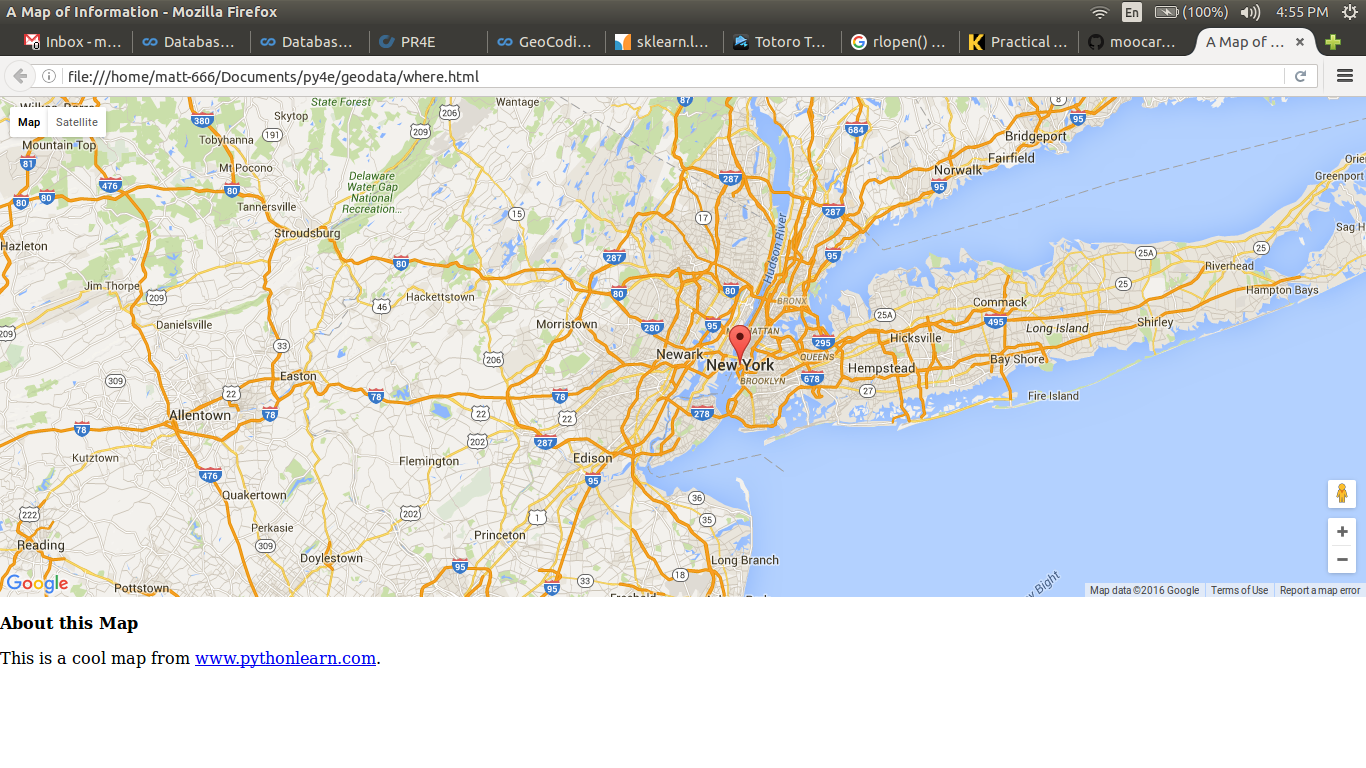 A Map of Information - Mozilla Firefox
En (100%) 4:55 PM
Inbox - m... Databas... Databas... PR4E GeoCodi... sklearn.l... Totoro T... rlopen() ... Practical ... moocar... A Map of ...
file:///home/matt-666/Documents/py4e/geodata/where.html
Map Satellite
State Forest
Wantage
Skytop
Tobyhanna
Mountain Top
Mt Pocono
Delaware
Water Gap
National
Recreation...
Tannersville
Stroudsburg
Hazleton
Jim Thorpe
Hackettstown
Danielsville
Morristown
Easton
Allentown
Kutztown
Flemington
Edison
Quakertown
Perkasie
Princeton
Reading
Doylestown
Pottstown
Bridgeport
Fairfield
Norwalk
Hudson River
BRONX
Newark
New York
QUEENS
BROOKLYN
Hempstead
Hicksville
Commack
Long Island
Bay Shore
Shirley
Fire Island
Riverhead
Hampton Bays
Greenport
Sag H
Long Branch
Bight
380
191
206
209
81
476
80
80
80
15
17
287
684
8
95
87
287
95
95
287
80
80
80
46
209
209
33
280
95
295
25A
25A
25
25
495
206
309
22
78
78
78
78
22
22
202
287
278
678
27
476
202
95
36
35
222
309
1
95
95
33
18
Google
Map data ©2016 Google Terms of Use Report a map error
About this Map
This is a cool map from www.pythonlearn.com.